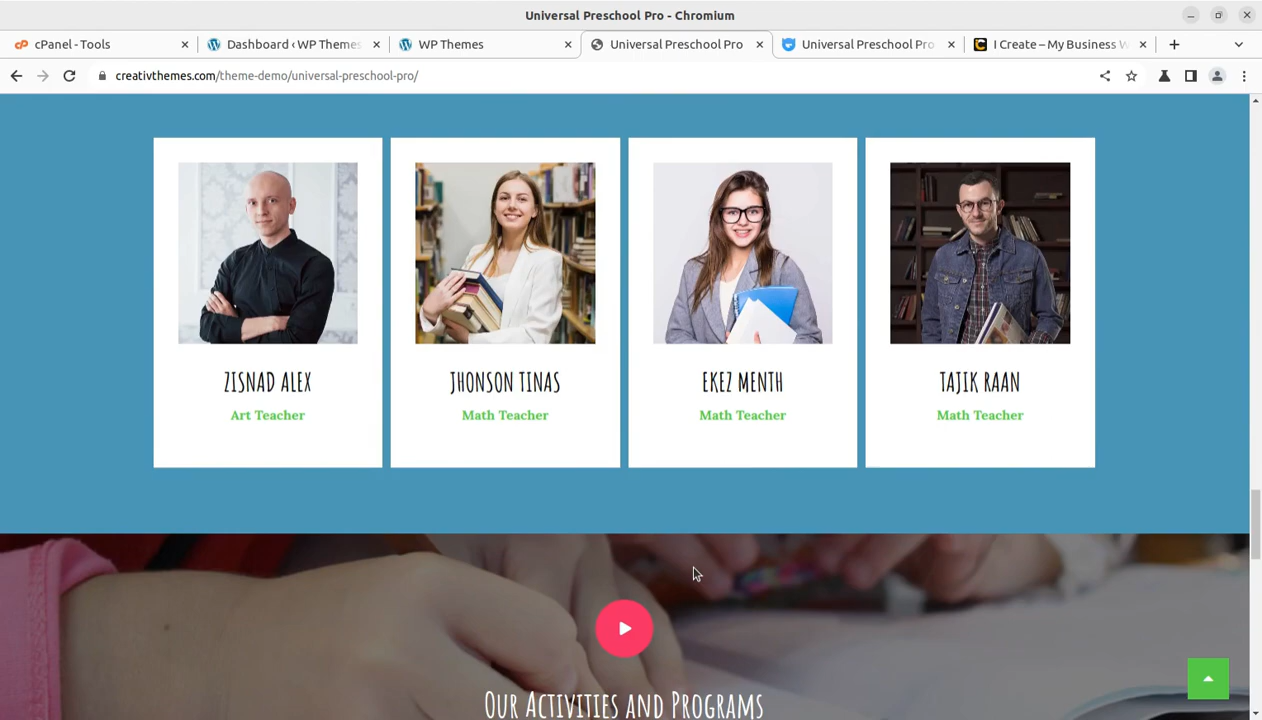 Universal Preschool Pro - Chromium
cPanel - Tools
Dashboard ‹ WP Themes
WP Themes
Universal Preschool Pro
Universal Preschool Pro
I Create – My Business W
creativthemes.com/theme-demo/universal-preschool-pro/
ZISNAD ALEX
JHONSON TINAS
EKEZ MENTH
TAJIK RAAN
Art Teacher
Math Teacher
Math Teacher
Math Teacher
OUR ACTIVITIES AND PROGRAMS